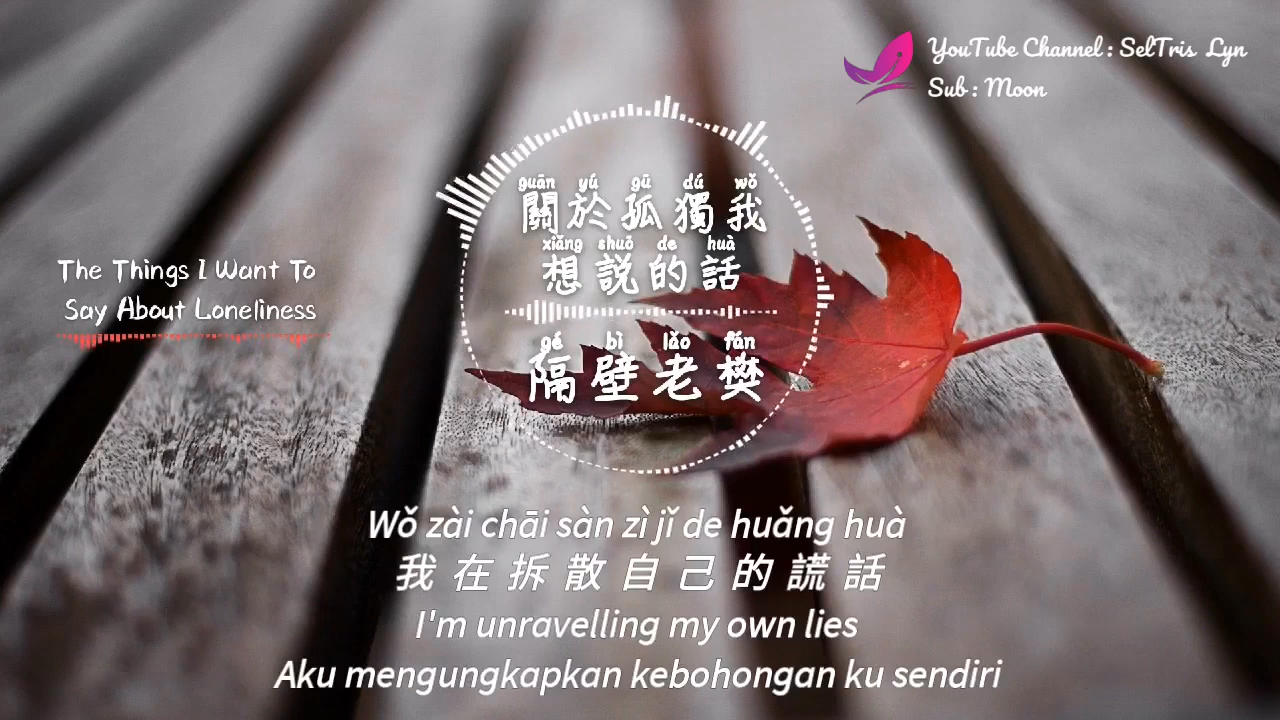 YouTube Channel : SelTris Lyn
Sub : Moon
guān yú gū dú wǒ
關於孤獨我
xiǎng shuō de huà
想説的話
gé bì lǎo fán
隔壁老樊
The Things I Want To
Say About Loneliness
Wǒ zài chāi sàn zì jǐ de huǎng huà
我在拆散自己的謊話
I'm unravelling my own lies
Aku mengungkapkan kebohongan ku sendiri